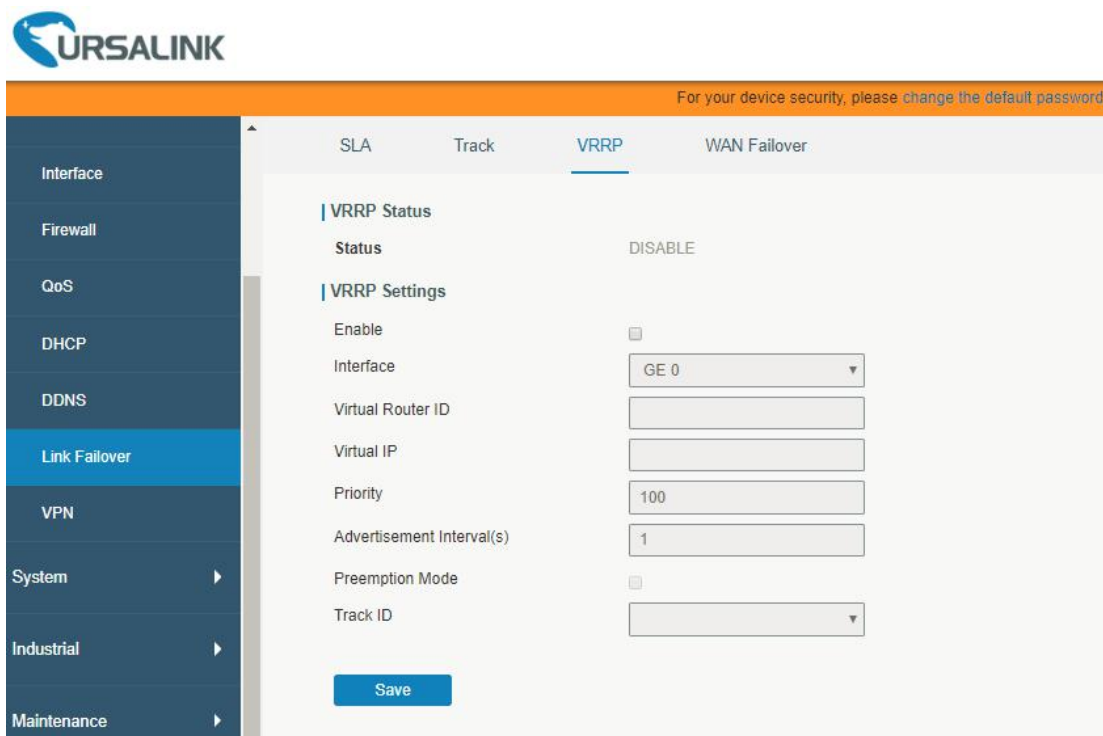 URSALINK
For your device security, please change the default password
Interface
Firewall
QoS
DHCP
DDNS
Link Failover
VPN
System
Industrial
Maintenance
SLA Track VRRP WAN Failover
VRRP Status
Status DISABLE
VRRP Settings
Enable
Interface GE 0
Virtual Router ID
Virtual IP
Priority 100
Advertisement Interval(s) 1
Preemption Mode
Track ID
Save